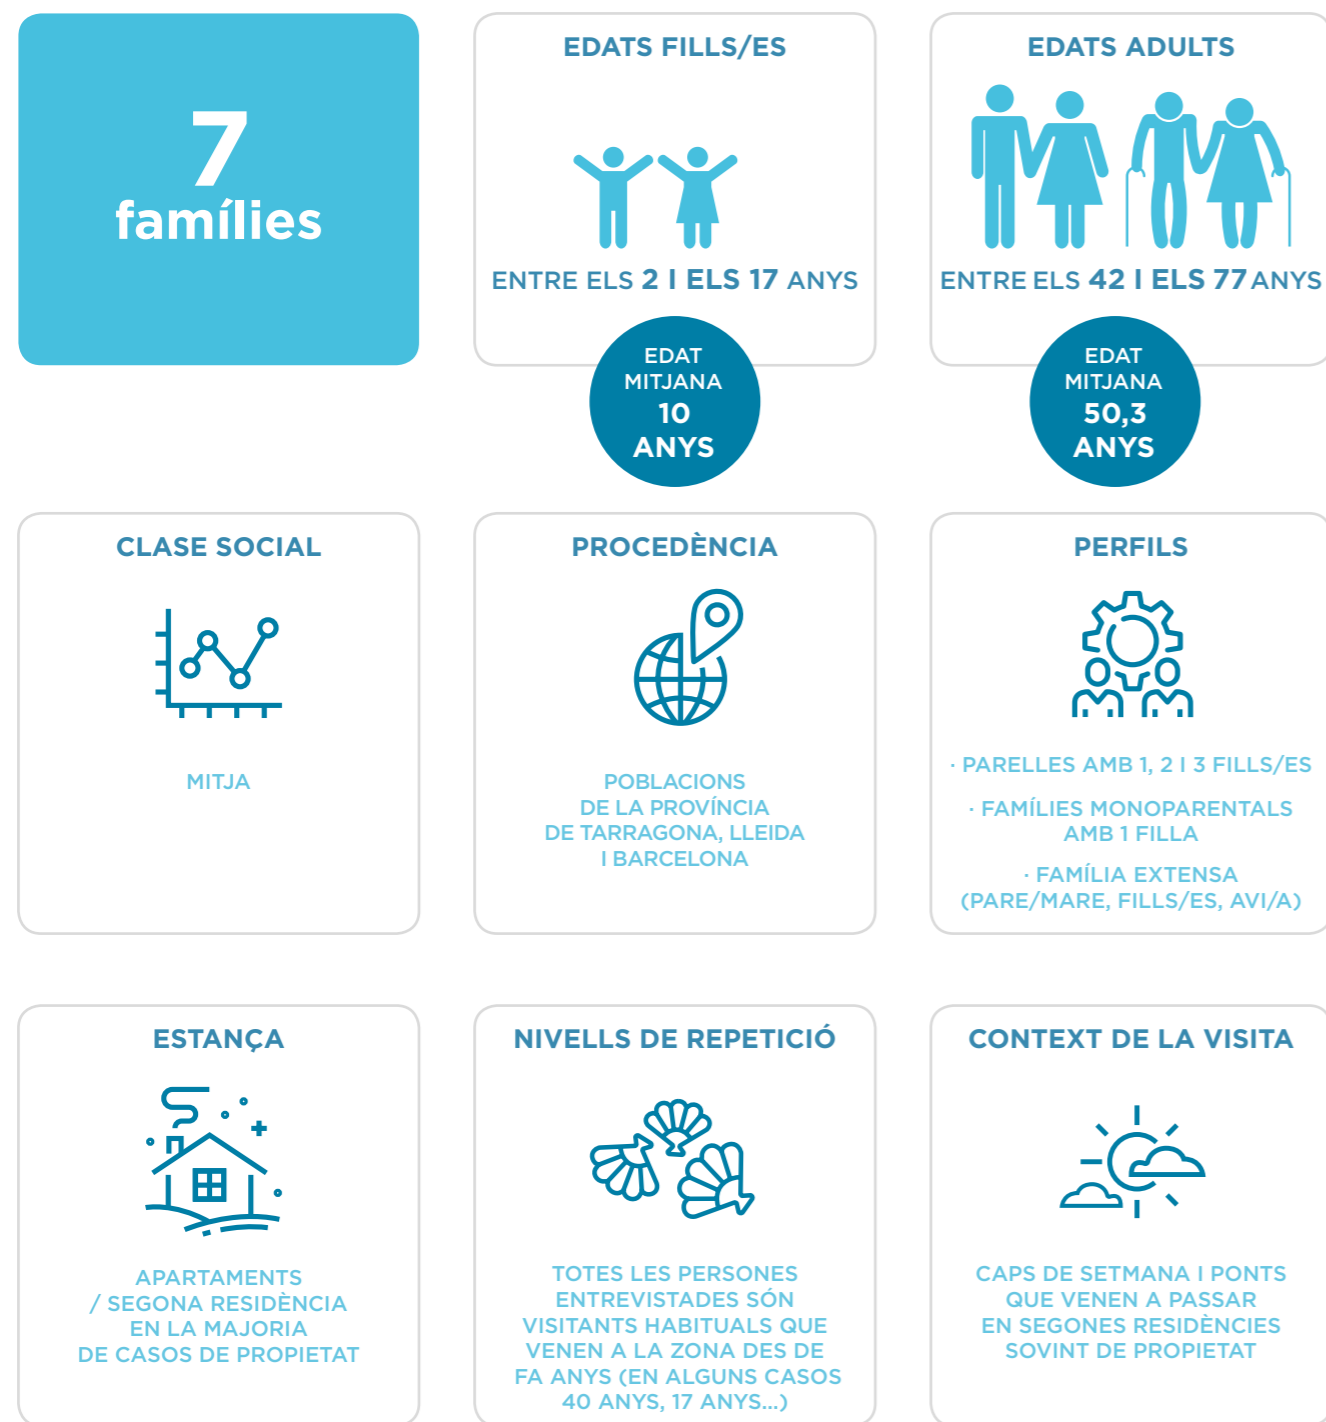 7
famílies
EDATS FILLS/ES
ENTRE ELS 2 I ELS 17 ANYS
EDAT
MITJANA
10
ANYS
EDATS ADULTS
ENTRE ELS 42 I ELS 77 ANYS
EDAT
MITJANA
50,3
ANYS
CLASE SOCIAL
MITJA
PROCEDÈNCIA
POBLACIONS
DE LA PROVÍNCIA
DE TARRAGONA, LLEIDA
I BARCELONA
PERFILS
· PARELLES AMB 1, 2 I 3 FILLS/ES
· FAMÍLIES MONOPARENTALS
AMB 1 FILLA
· FAMÍLIA EXTENSA
(PARE/MARE, FILLS/ES, AVI/A)
ESTANÇA
APARTAMENTS
/ SEGONA RESIDÈNCIA
EN LA MAJORIA
DE CASOS DE PROPIETAT
NIVELLS DE REPETICIÓ
TOTES LES PERSONES
ENTREVISTADES SÓN
VISITANTS HABITUALS QUE
VENEN A LA ZONA DES DE
FA ANYS (EN ALGUNS CASOS
40 ANYS, 17 ANYS...)
CONTEXT DE LA VISITA
CAPS DE SETMANA I PONTS
QUE VENEN A PASSAR
EN SEGONES RESIDÈNCIES
SOVINT DE PROPIETAT